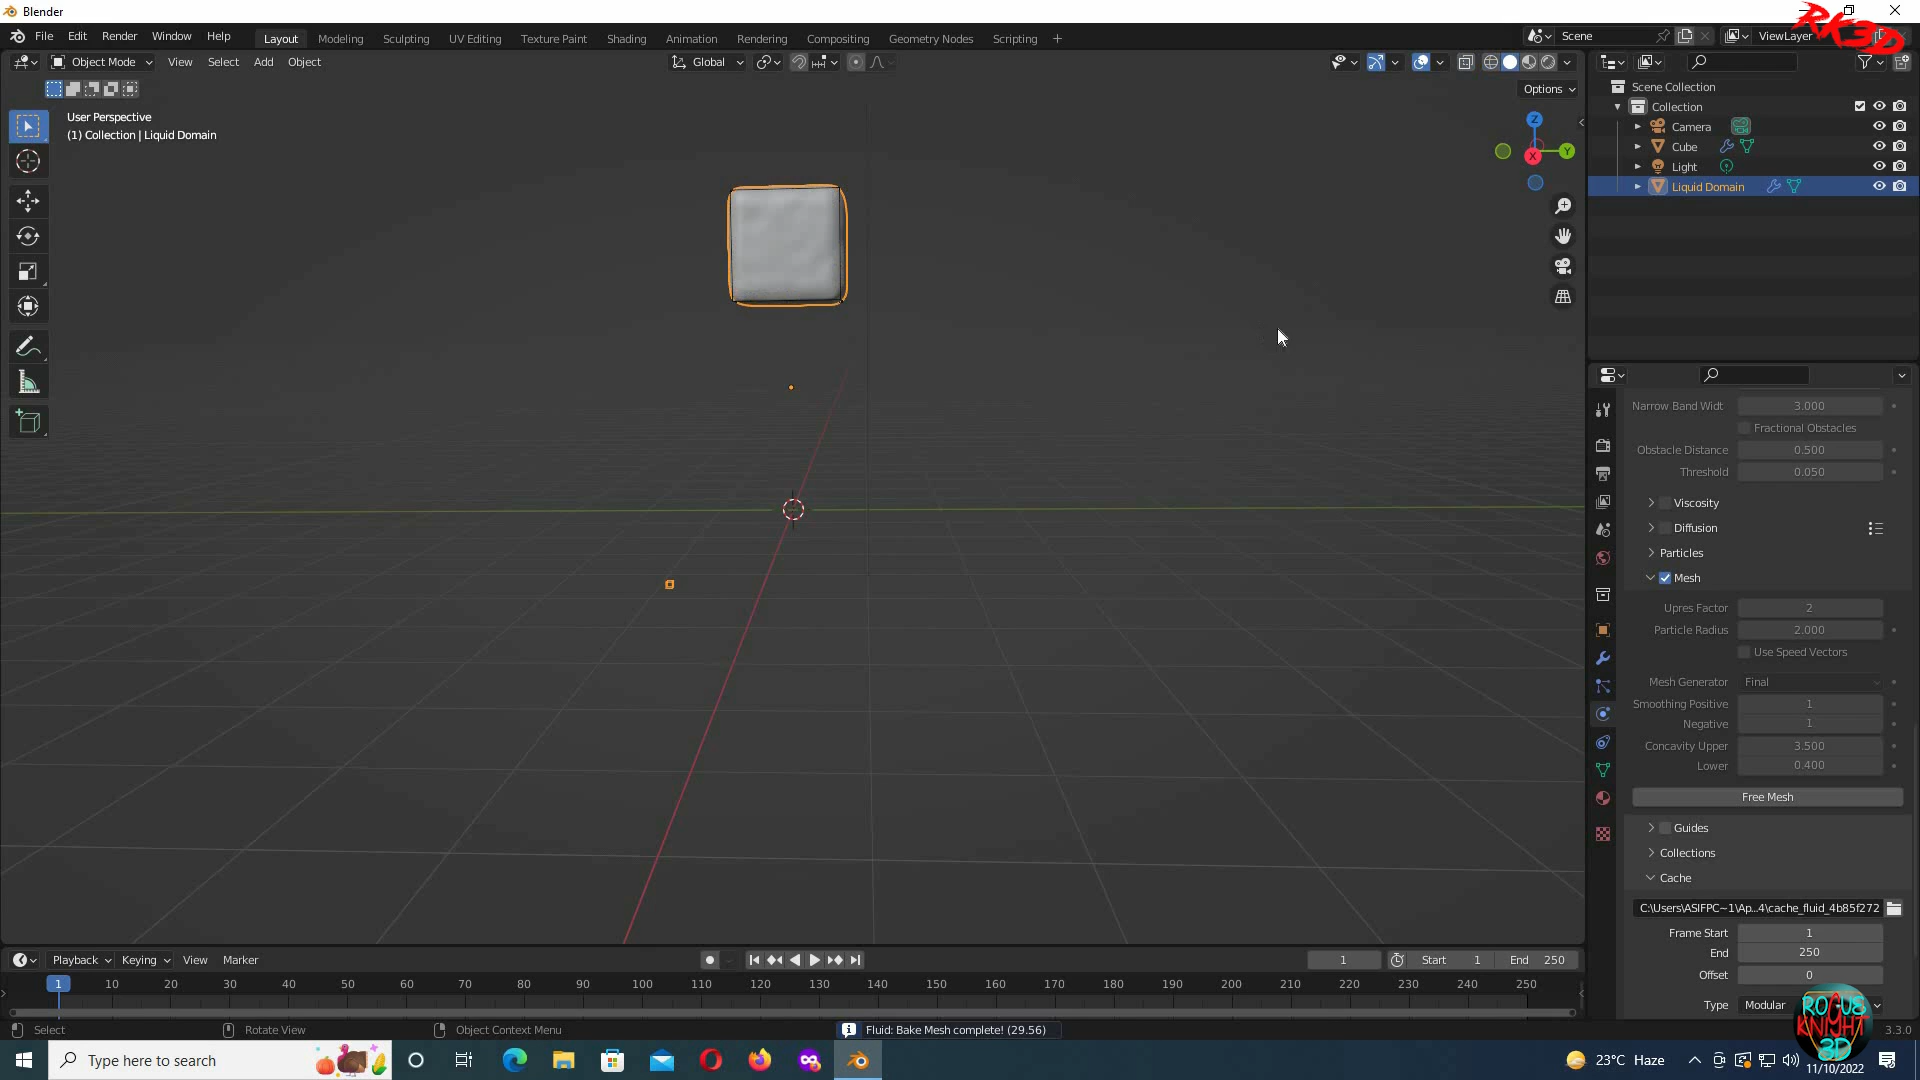 Blender
File Edit Render Window Help
Layout Modeling Sculpting UV Editing Texture Paint Shading Animation Rendering Compositing Geometry Nodes Scripting +
Scene
ViewLayer
RK3D
Object Mode View Select Add Object
Global
Options
User Perspective
(1) Collection | Liquid Domain
Z
Y
X
Scene Collection
Collection
Camera
Cube
Light
Liquid Domain
Narrow Band Widt 3.000
Fractional Obstacles
Obstacle Distance 0.500
Threshold 0.050
Viscosity
Diffusion
Particles
Mesh
Upres Factor 2
Particle Radius 2.000
Use Speed Vectors
Mesh Generator Final
Smoothing Positive 1
Negative 1
Concavity Upper 3.500
Lower 0.400
Free Mesh
Guides
Collections
Cache
C:\Users\ASIFPC~1\Ap...4\cache_fluid_4b85f272
Frame Start 1
End 250
Offset 0
Type Modular
Playback Keying View Marker
1 Start 1 End 250
1 10 20 30 40 50 60 70 80 90 100 110 120 130 140 150 160 170 180 190 200 210 220 230 240 250
Select Rotate View Object Context Menu
Fluid: Bake Mesh complete! (29.56)
3.3.0
ROGUE
KNIGHT
3D
Type here to search
23°C Haze
11/10/2022